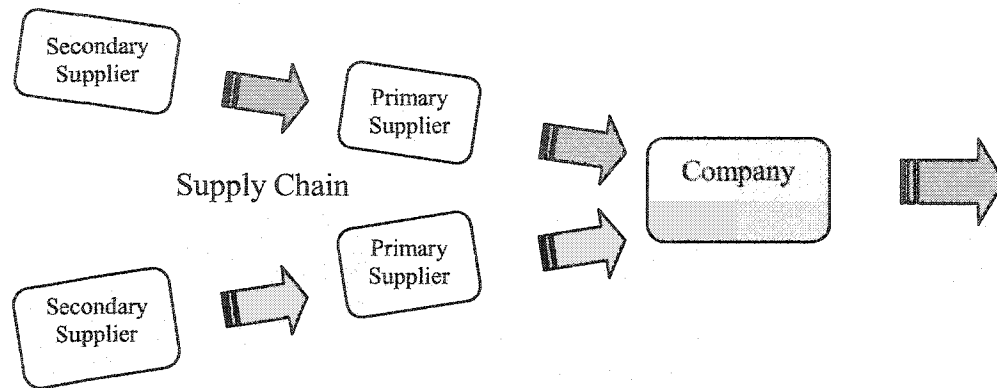 Secondary
Supplier
Primary
Supplier
Company
Supply Chain
Primary
Supplier
Secondary
Supplier